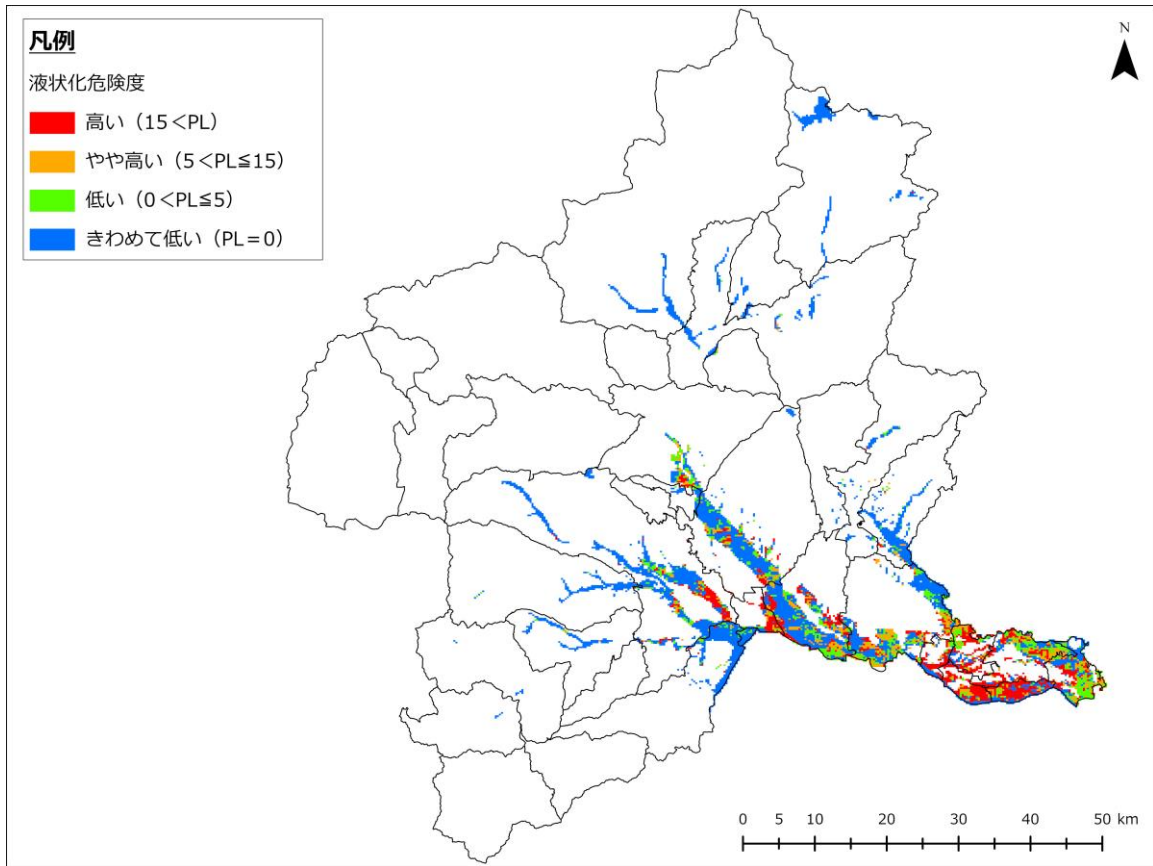 凡例
液状化危険度
高い（15＜PL）
やや高い（5＜PL≦15）
低い（0＜PL≦5）
きわめて低い（PL＝0）
N
0 5 10 20 30 40 50 km